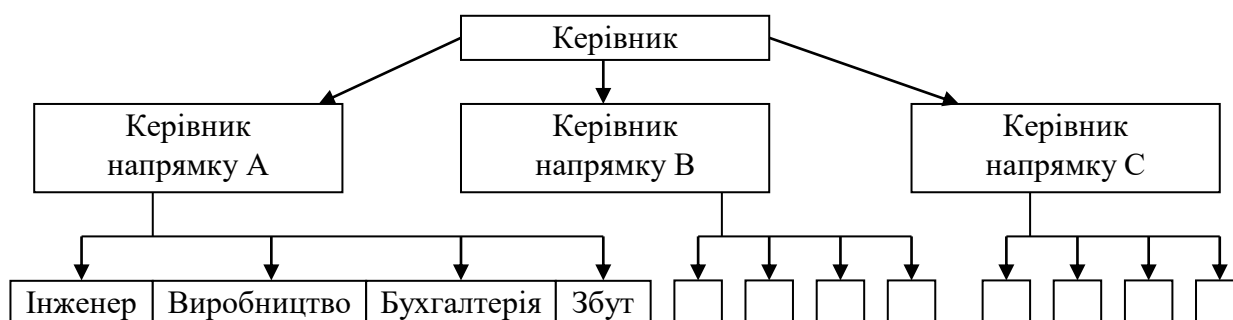 Керівник
Керівник
напрямку А
Керівник
напрямку В
Керівник
напрямку С
Інженер Виробництво Бухгалтерія Збут